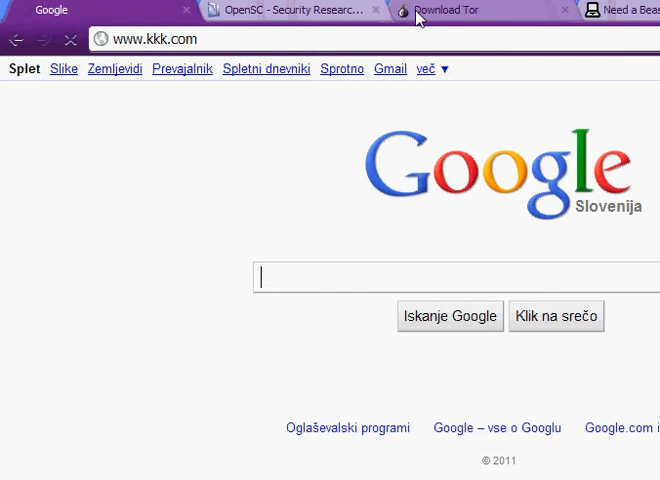 Google OpenSC - Security Researc... Download Tor Need a Beas
www.kkk.com
Splet Slike Zemljevidi Prevajalnik Spletni dnevniki Sprotno Gmail več ▼
Google
Slovenija
Iskanje Google Klik na srečo
Oglaševalski programi Google – vse o Googlu Google.com i
© 2011